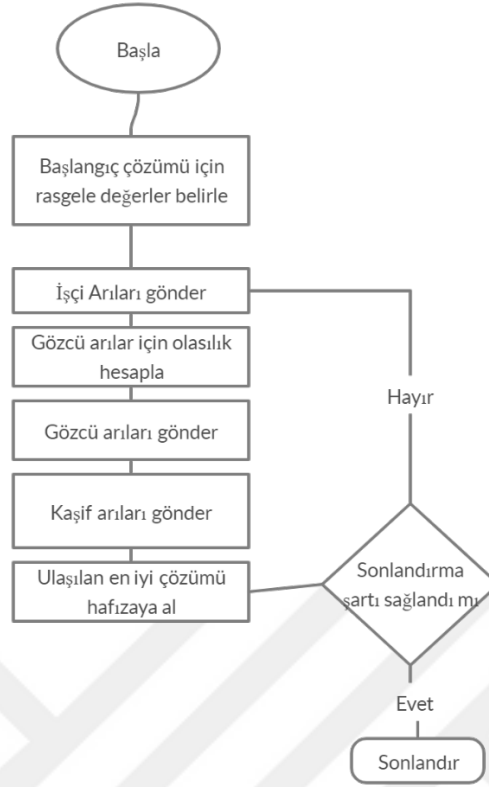 Başla
Başlangıç çözümü için
rasgele değerler belirle
İşçi Arıları gönder
Gözcü arılar için olasılık
hesapla
Gözcü arıları gönder
Kaşif arıları gönder
Ulaşılan en iyi çözümü
hafızaya al
Hayır
Sonlandırma
şartı sağlandı mı
Evet
Sonlandır